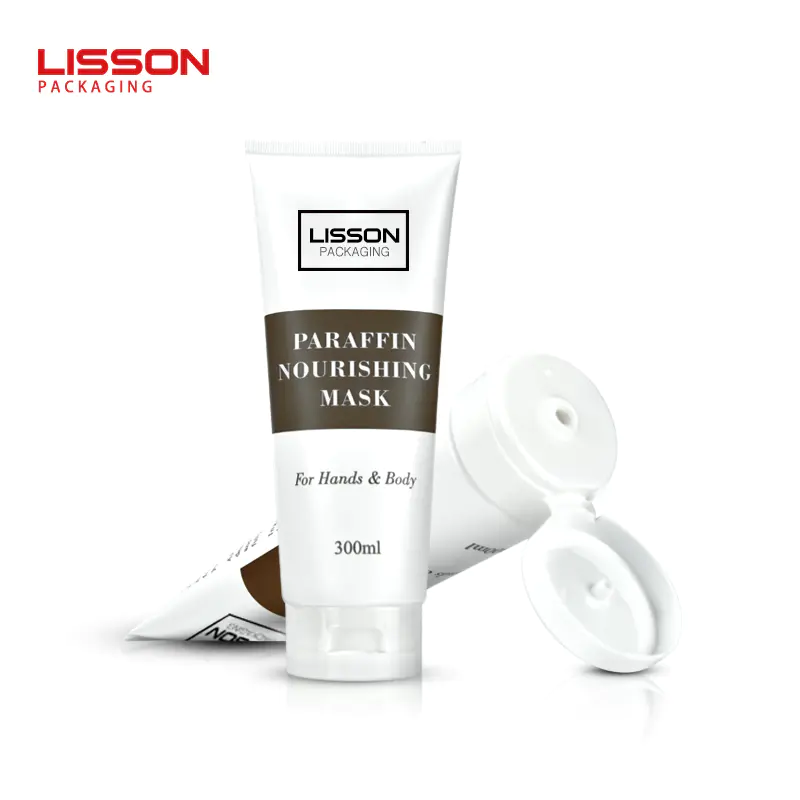 LISSON
PACKAGING
LISSON
PACKAGING
PARAFFIN
NOURISHING
MASK
For Hands & Body
300ml